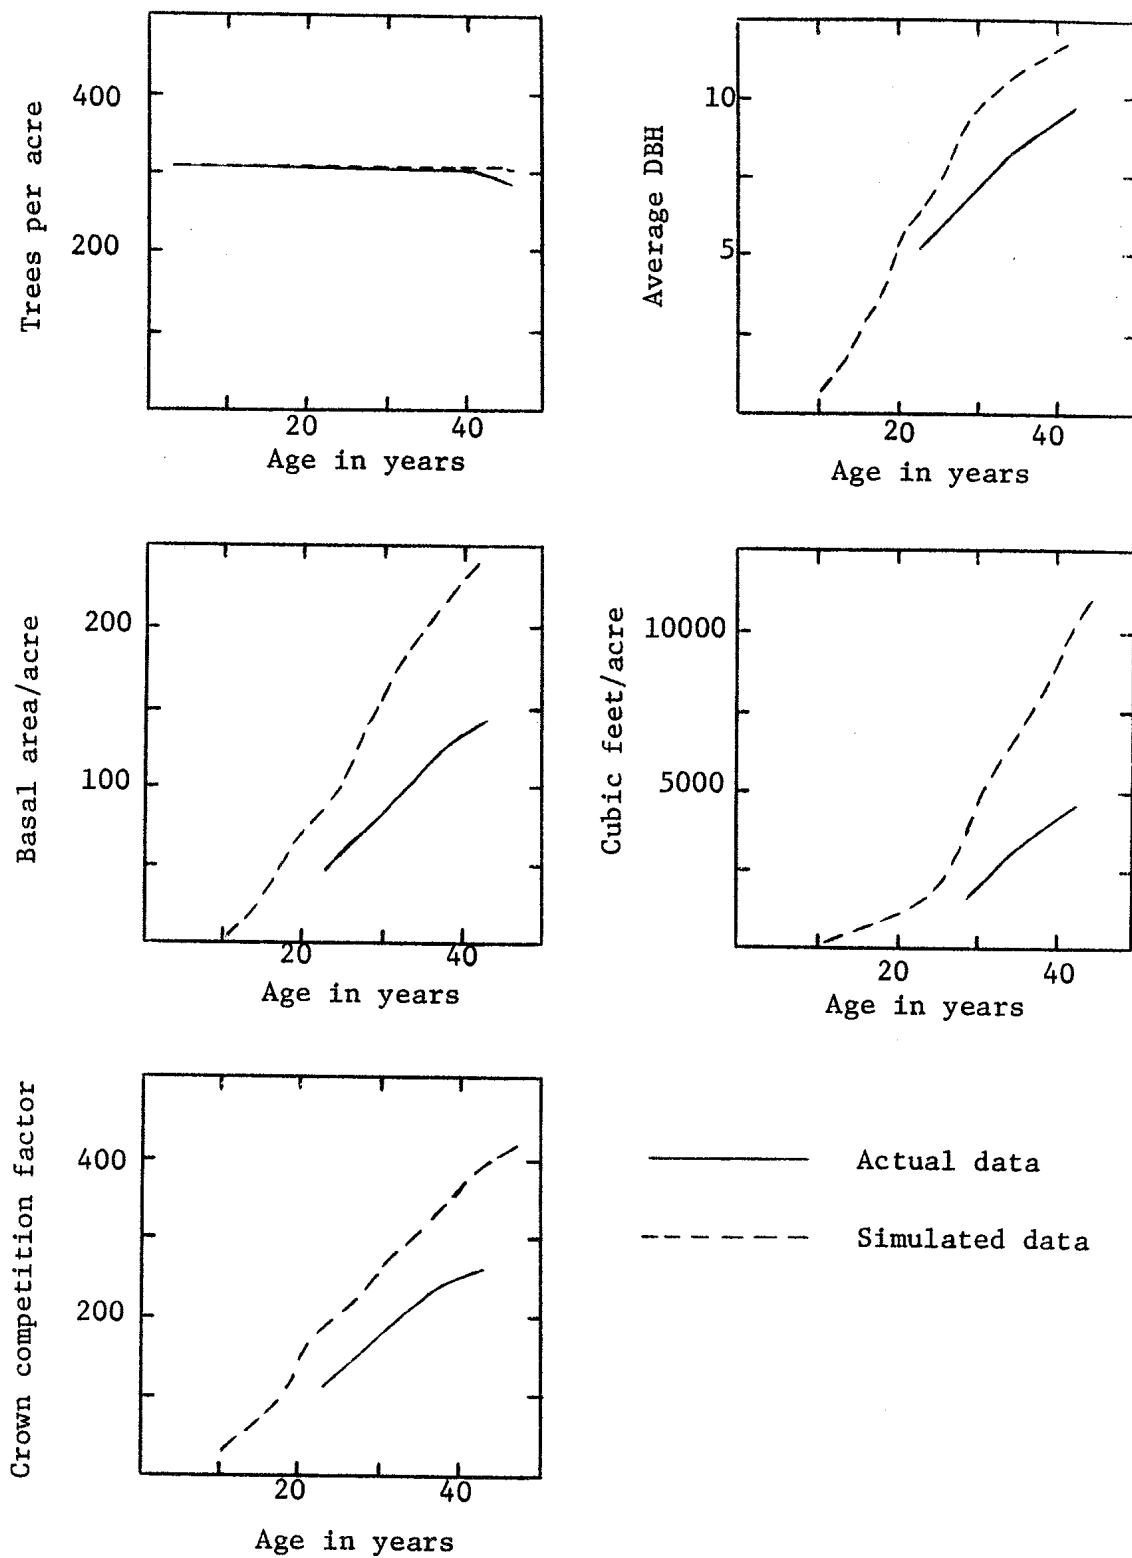 Trees per acre
400
200
20
40
Age in years
Average DBH
10
5
20
40
Age in years
Basal area/acre
200
100
20
40
Age in years
Cubic feet/acre
10000
5000
20
40
Age in years
Crown competition factor
400
200
20
40
Age in years
Actual data
Simulated data